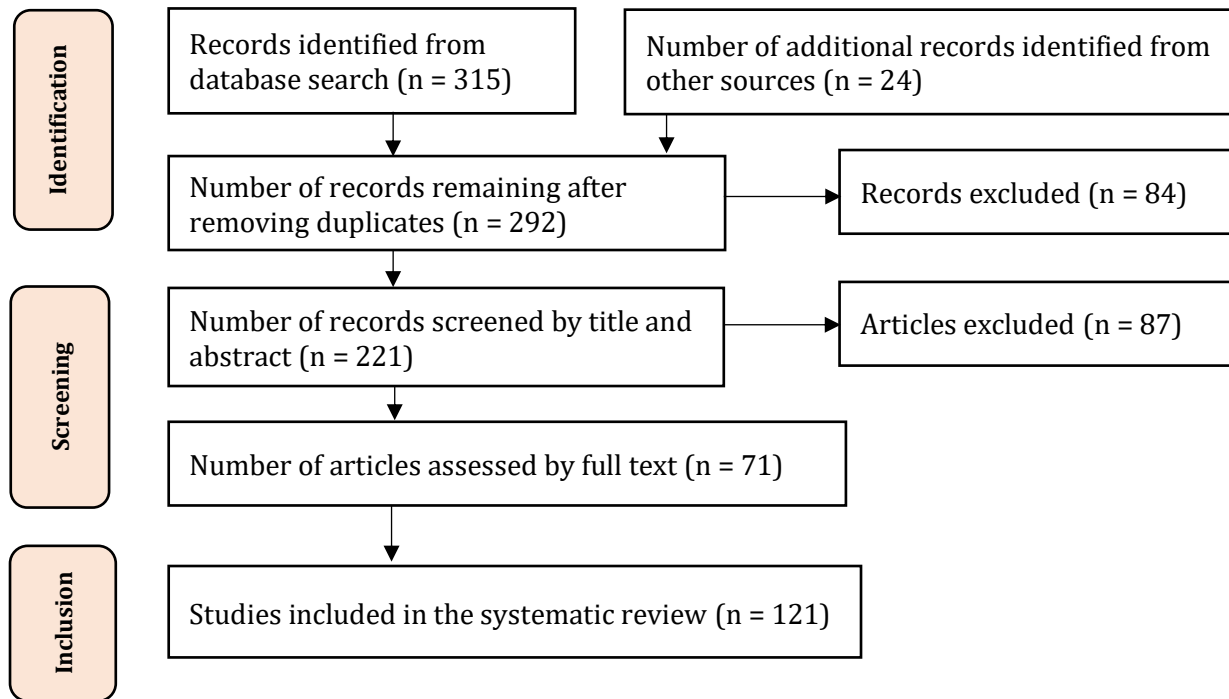 Identification
Records identified from
database search (n = 315)
Number of additional records identified from
other sources (n = 24)
Number of records remaining after
removing duplicates (n = 292)
Records excluded (n = 84)
Screening
Number of records screened by title and
abstract (n = 221)
Articles excluded (n = 87)
Number of articles assessed by full text (n = 71)
Inclusion
Studies included in the systematic review (n = 121)